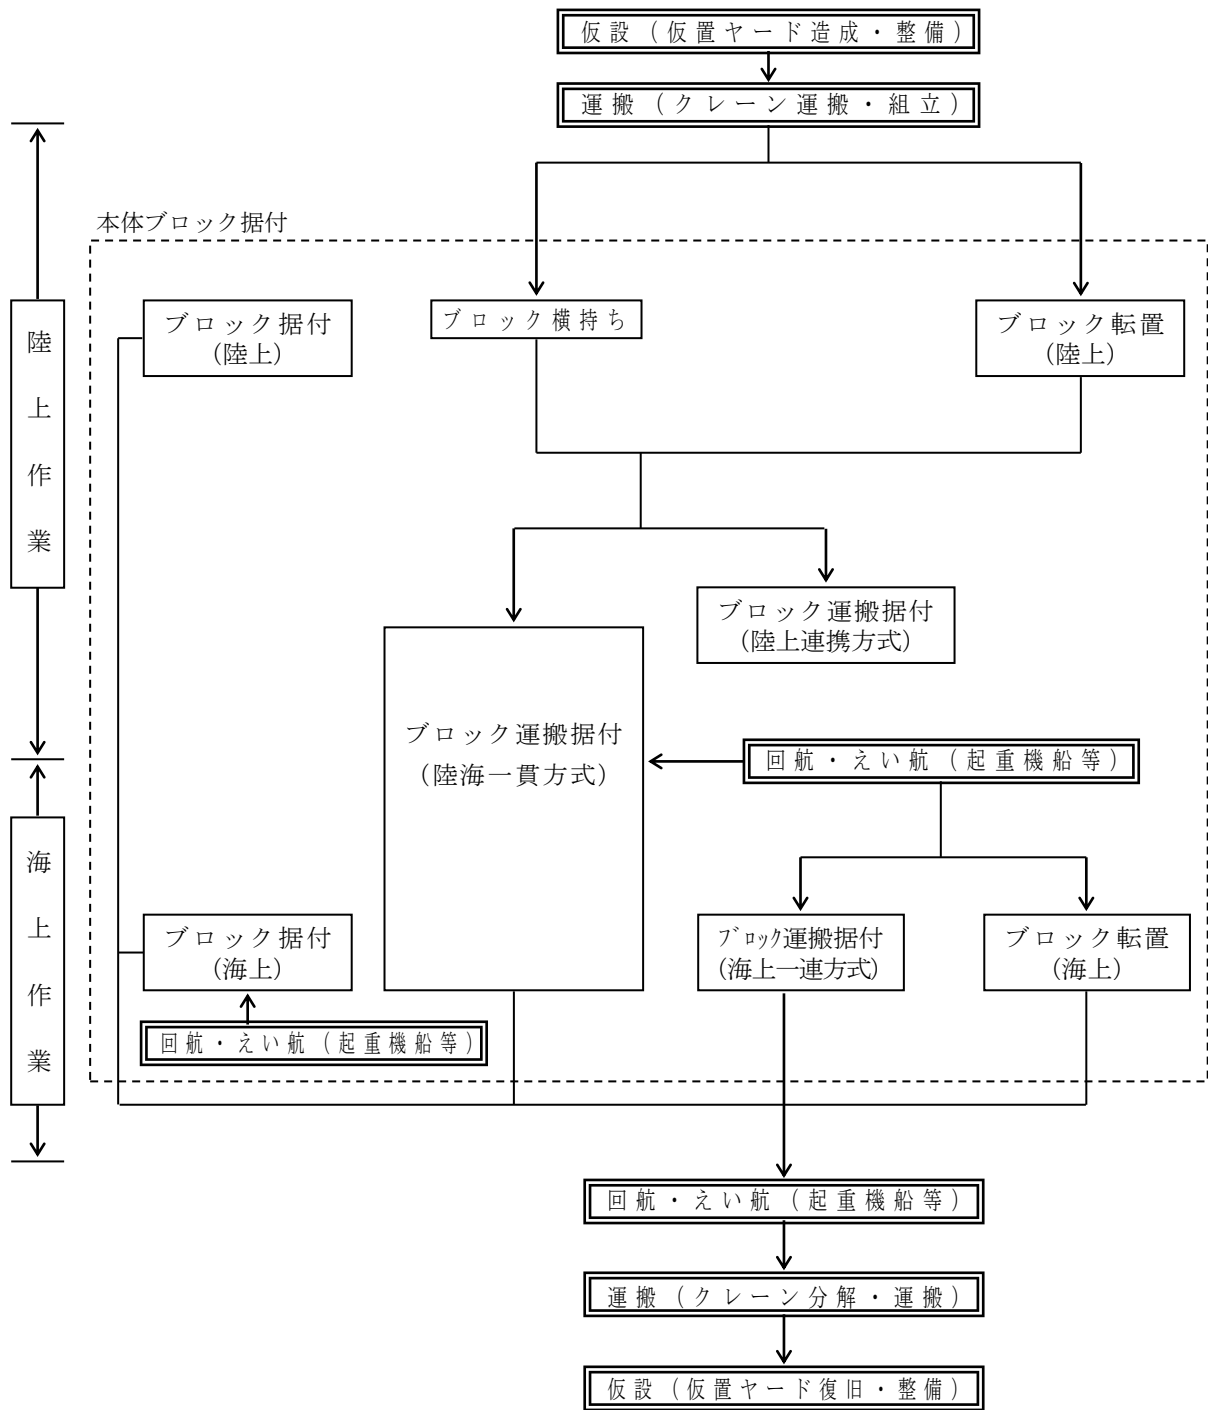 仮設（仮置ヤード造成・整備）
運搬（クレーン運搬・組立）
本体ブロック据付
陸上作業
ブロック据付
（陸上）
ブロック横持ち
ブロック転置
（陸上）
ブロック運搬据付
（陸上連携方式）
ブロック運搬据付
（陸海一貫方式）
回航・えい航（起重機船等）
海上作業
ブロック据付
（海上）
ブロック運搬据付
（海上一連方式）
ブロック転置
（海上）
回航・えい航（起重機船等）
回航・えい航（起重機船等）
運搬（クレーン分解・運搬）
仮設（仮置ヤード復旧・整備）